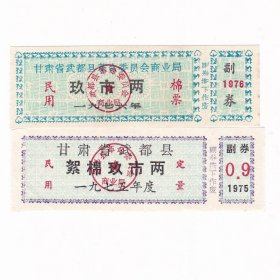 甘肃省武都县革命委员会商业局
民用
玖市两
棉票
一九七六年
副券
1976
甘肃省武都县
民用
絮棉玖市两
定量
一九七五年度
副券
0.9
1975